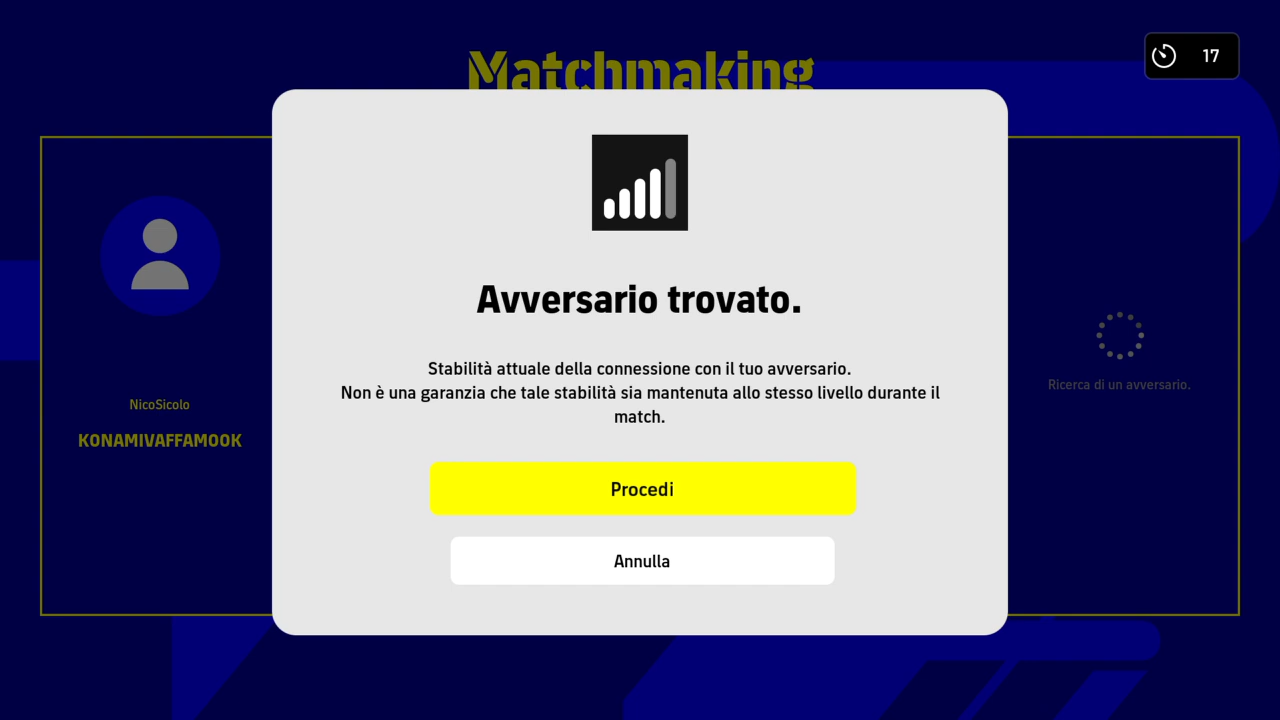 Matchmaking
17
Avversario trovato.
Stabilità attuale della connessione con il tuo avversario.
Non è una garanzia che tale stabilità sia mantenuta allo stesso livello durante il
match.
Procedi
Annulla
NicoSicolo
KONAMIVAFFAMOOK
Ricerca di un avversario.